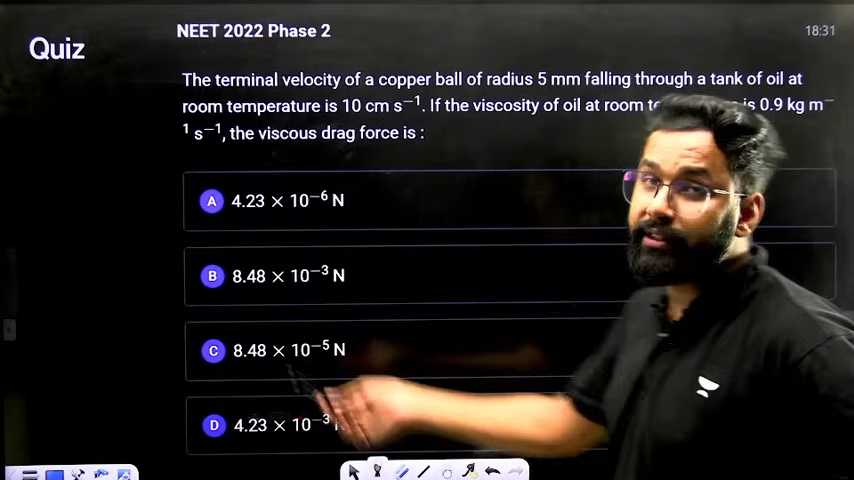 Quiz
NEET 2022 Phase 2
18:31
The terminal velocity of a copper ball of radius 5 mm falling through a tank of oil at
room temperature is 10 cm s⁻¹. If the viscosity of oil at room is 0.9 kg m⁻
¹ s⁻¹, the viscous drag force is :
A 4.23 × 10⁻⁶ N
B 8.48 × 10⁻³ N
C 8.48 × 10⁻⁵ N
D 4.23 × 10⁻³